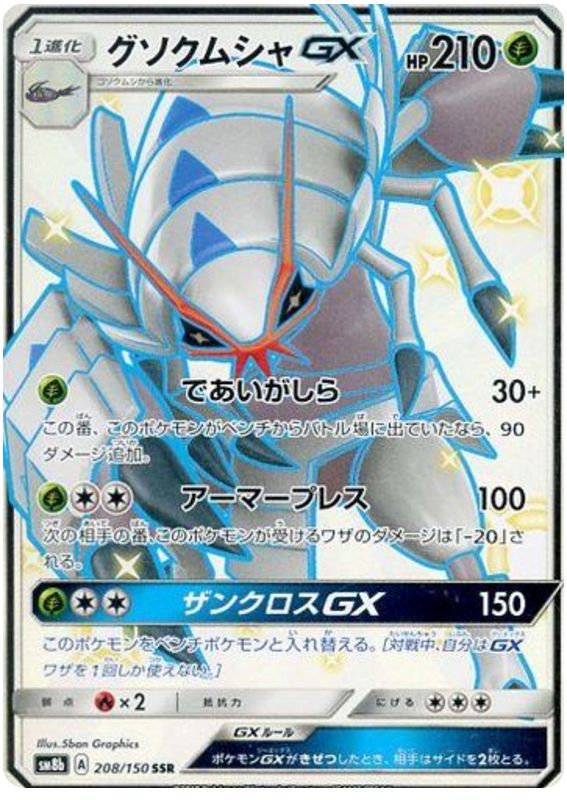 1進化 グソクムシャGX HP210
コソクムシから進化
であいがしら 30+
この番、このポケモンがベンチからバトル場に出ていたなら、90
ダメージ追加。
アーマープレス 100
次の相手の番、このポケモンが受けるワザのダメージは「-20」さ
れる。
ザンクロスGX 150
このポケモンをベンチポケモンと入れ替える。[対戦中、自分はGX
ワザを1回しか使えない。]
弱点 ×2 抵抗力 にげる
Illus.5ban Graphics
GXルール
SM8b A 208/150 SSR
ポケモンGXがきぜつしたとき、相手はサイドを2枚とる。